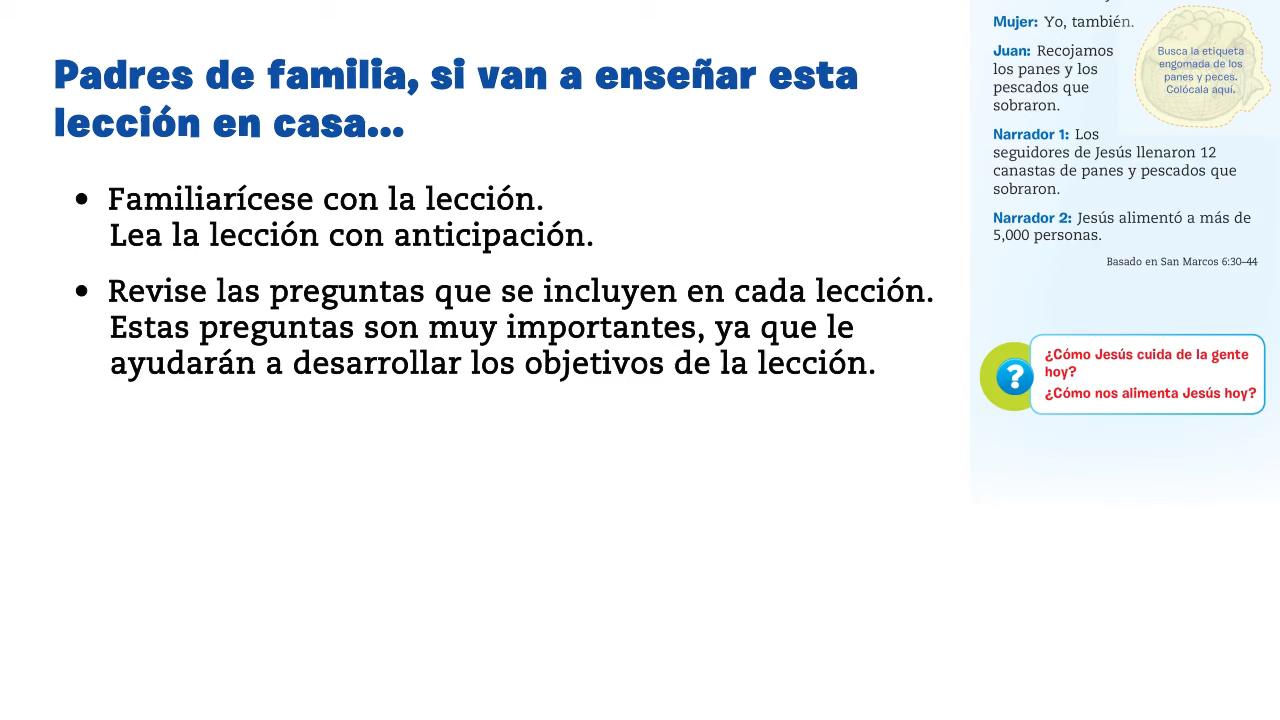 Padres de familia, si van a enseñar esta
lección en casa...
• Familiarícese con la lección.
Lea la lección con anticipación.
• Revise las preguntas que se incluyen en cada lección.
Estas preguntas son muy importantes, ya que le
ayudarán a desarrollar los objetivos de la lección.
Mujer: Yo, también.
Juan: Recojamos
los panes y los
pescados que
sobraron.
Busca la etiqueta
engomada de los
panes y peces.
Colócala aquí.
Narrador 1: Los
seguidores de Jesús llenaron 12
canastas de panes y pescados que
sobraron.
Narrador 2: Jesús alimentó a más de
5,000 personas.
Basado en San Marcos 6:30–44
?
¿Cómo Jesús cuida de la gente
hoy?
¿Cómo nos alimenta Jesús hoy?